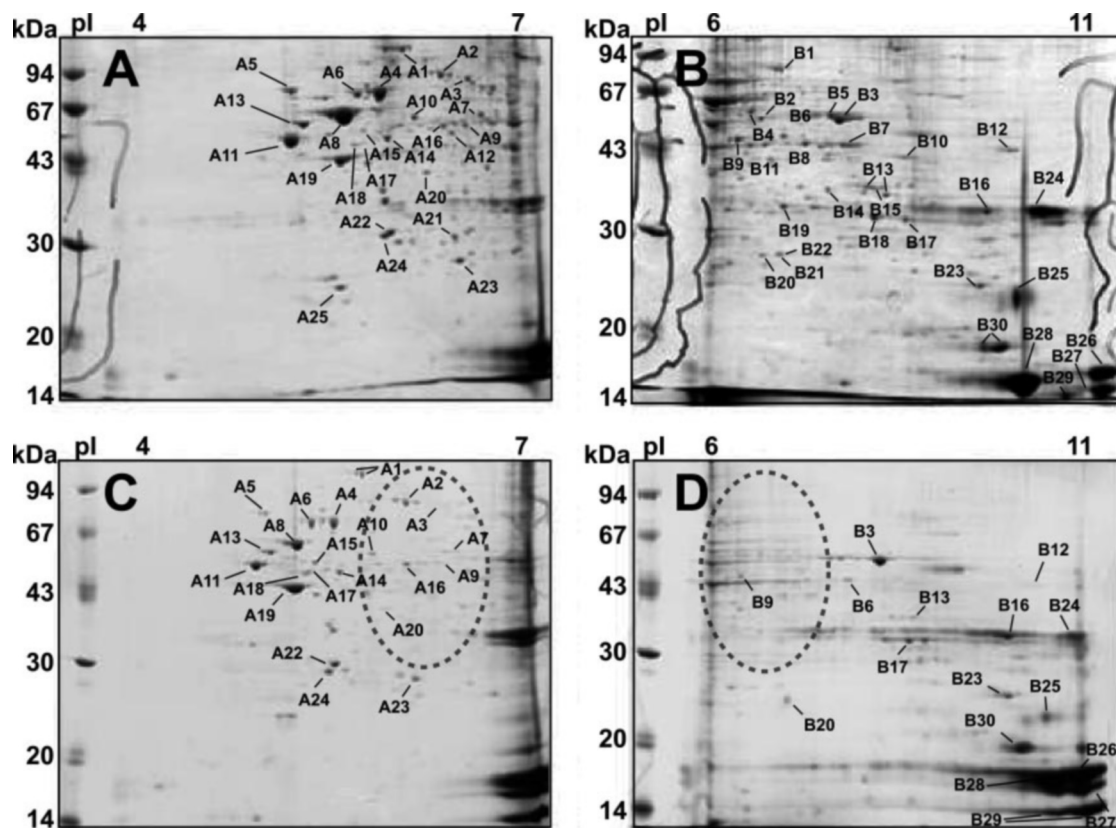 kDa pI 4 7
A
94
67
43
30
20
14
A5 A6 A4 A1 A2
A13 A10 A3 A7
A11 A8 A16 A9
A15 A14 A12
A19 A18 A17 A20
A22 A21
A24 A23
A25
pI 6 11
kDa
B
94
67
43
30
20
14
B1
B2 B6 B5 B3
B4 B7 B12
B9 B11 B8 B10
B13 B16 B24
B14 B15
B19 B18 B17
B22
B20 B21 B23 B25
B30 B28 B26
B27
B29
kDa pI 4 7
C
94
67
43
30
20
14
A1
A5 A6 A4 A2
A8 A10 A3
A13 A15 A7
A11 A18 A17 A14 A16 A9
A19 A20
A22
A24 A23
kDa pI 6 11
D
94
67
43
30
20
14
B3
B12
B9 B6 B13 B16 B24
B17
B23 B25
B20 B30
B26
B28
B29 B27